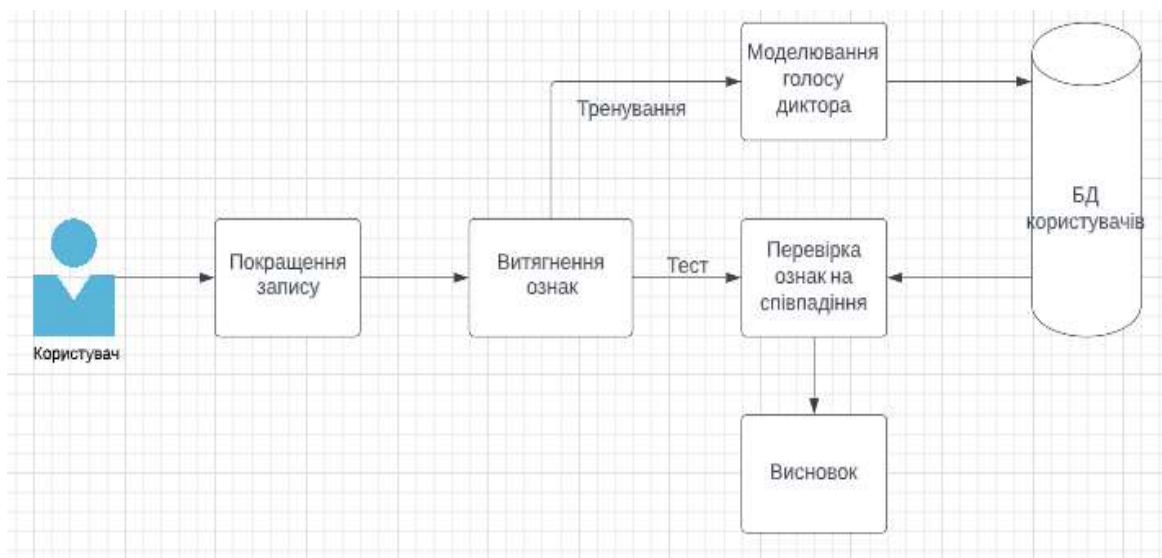 Моделювання
голосу
диктора
Тренування
БД
користувачів
Покращення
запису
Витягнення
ознак
Тест
Перевірка
ознак на
співпадіння
Користувач
Висновок